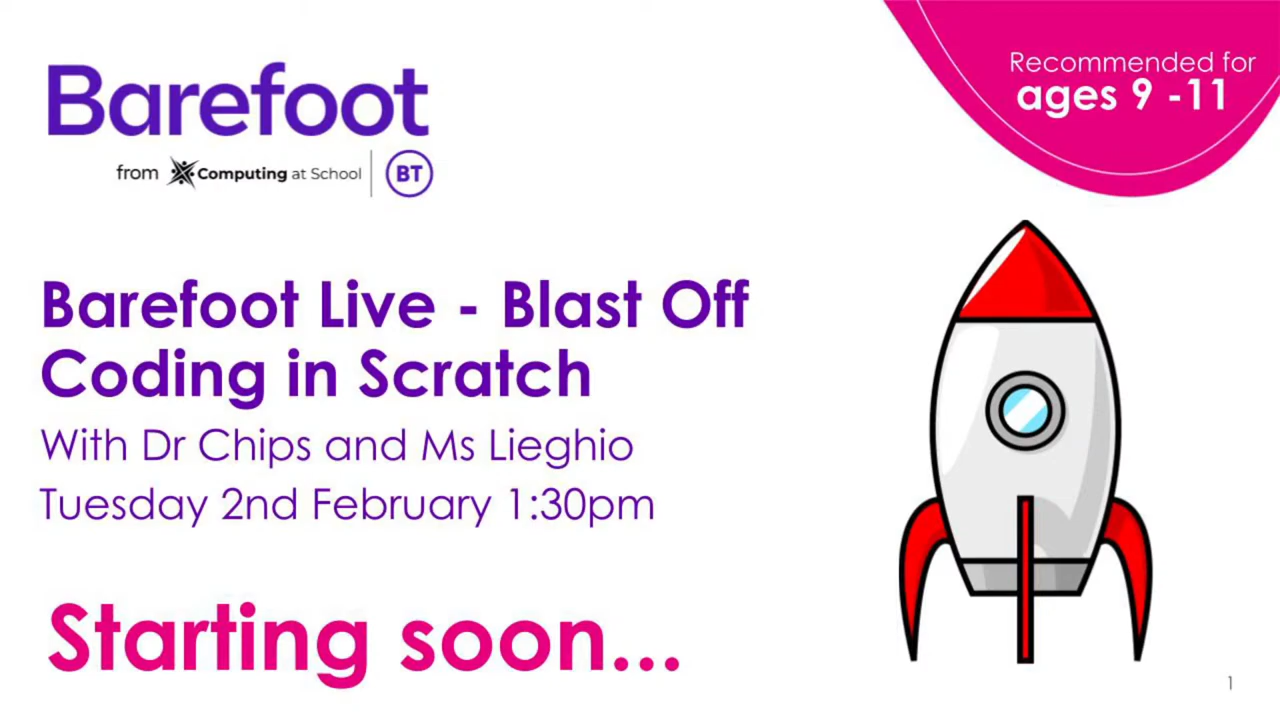 Barefoot
from Computing at School BT
Recommended for
ages 9 -11
Barefoot Live - Blast Off
Coding in Scratch
With Dr Chips and Ms Lieghio
Tuesday 2nd February 1:30pm
Starting soon...
1